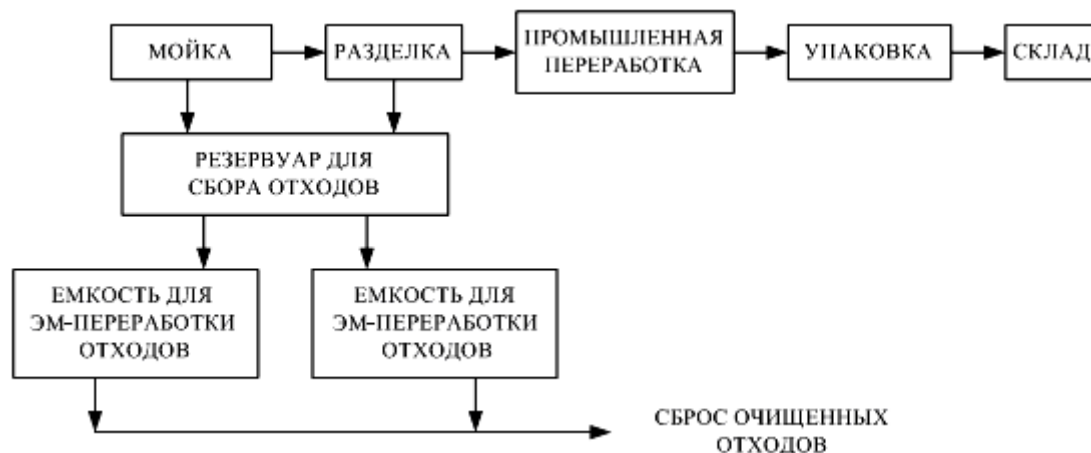 МОЙКА
РАЗДЕЛКА
ПРОМЫШЛЕННАЯ
ПЕРЕРАБОТКА
УПАКОВКА
СКЛАД
РЕЗЕРВУАР ДЛЯ
СБОРА ОТХОДОВ
ЕМКОСТЬ ДЛЯ
ЭМ-ПЕРЕРАБОТКИ
ОТХОДОВ
ЕМКОСТЬ ДЛЯ
ЭМ-ПЕРЕРАБОТКИ
ОТХОДОВ
СБРОС ОЧИЩЕННЫХ
ОТХОДОВ